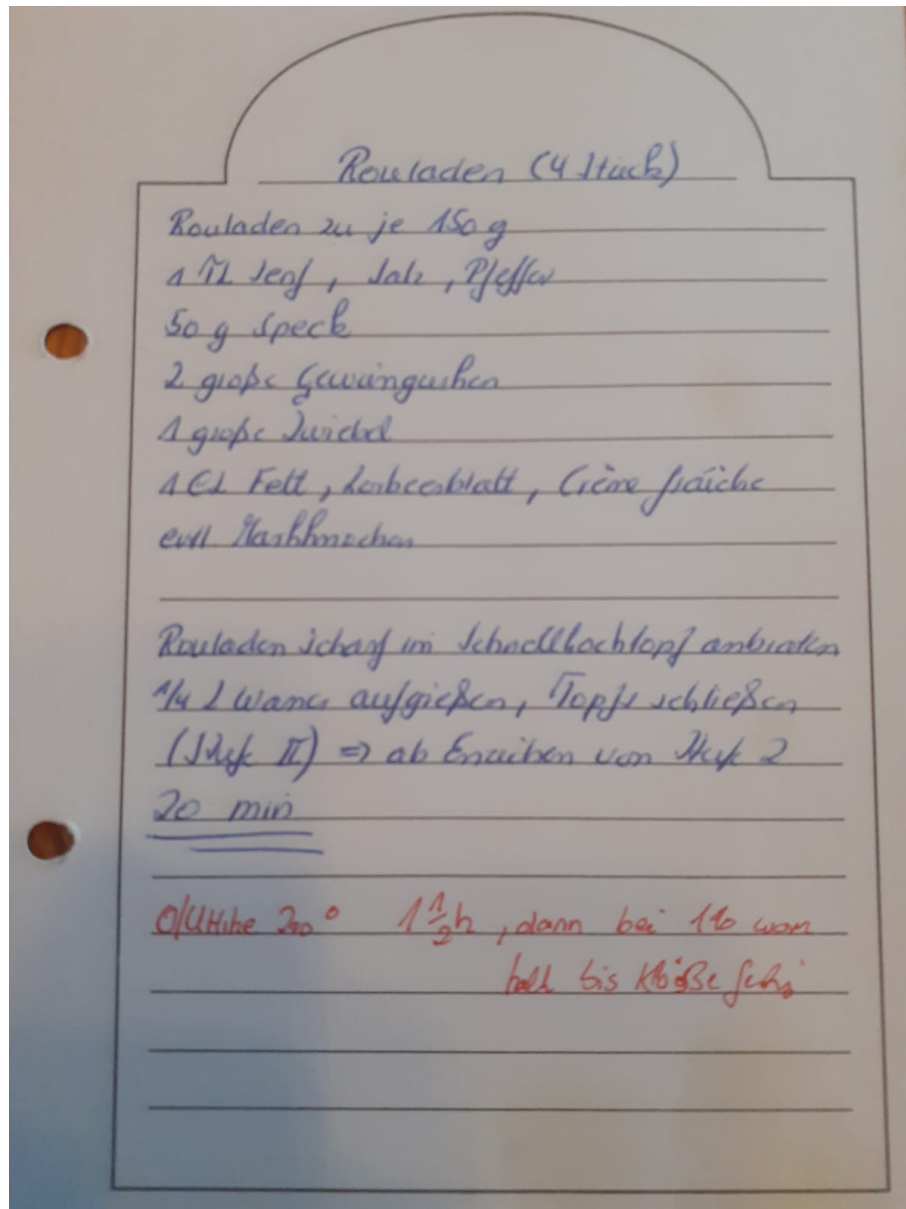 Rouladen (4 Stück)
Rouladen zu je 150 g
1 TL Senf, Salz, Pfeffer
50 g Speck
2 große Gewürzgurken
1 große Zwiebel
1 EL Fett, Lorbeerblatt, Crème fraîche
evtl. Markknochen
Rouladen scharf im Schnellkochtopf anbraten
1/4 l Wasser aufgießen, Topf schließen
(Stufe II) => ab Erreichen von Stufe 2
20 min
O/U Hitze 200° 1 1/2 h, dann bei 110 warm
halt bis Klöße fertig